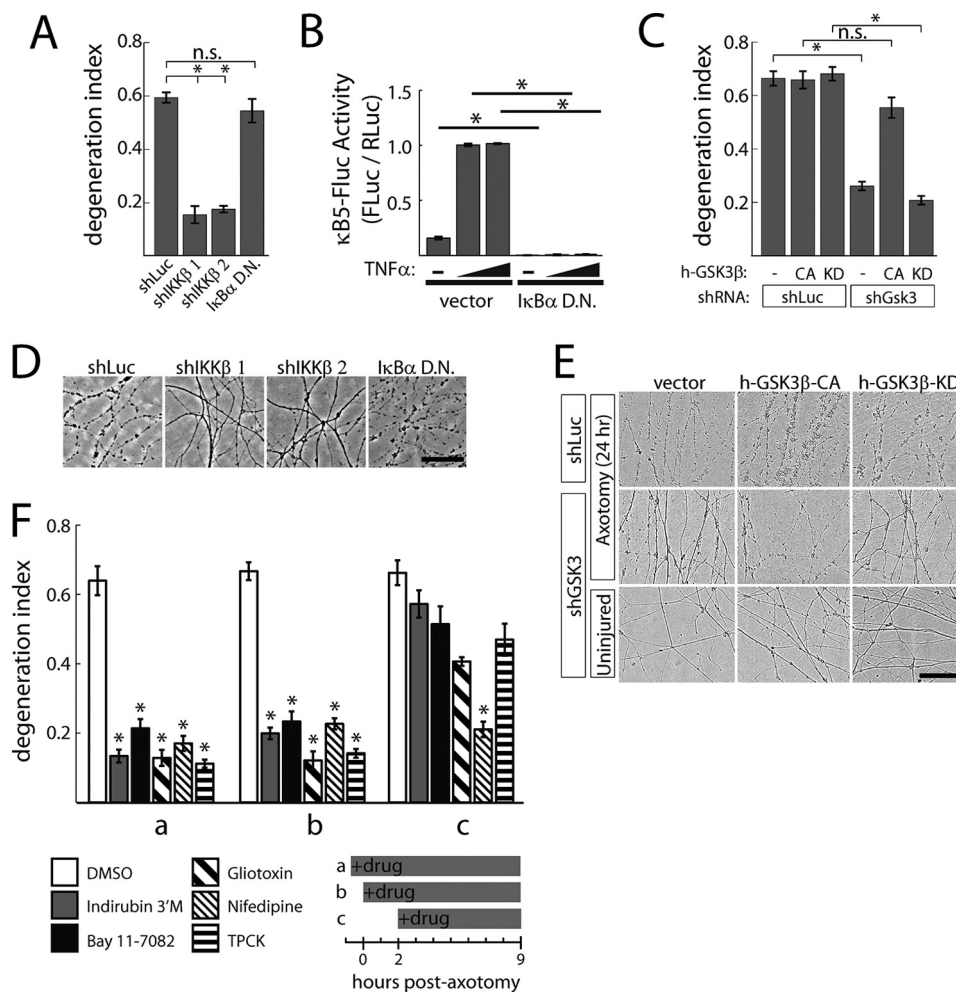 A
degeneration index
0.8
0.6
0.4
0.2
n.s.
* *
shLuc
shIKKβ 1
shIKKβ 2
IκBα D.N.
B
κB5-Fluc Activity
(FLuc / RLuc)
1.5
1.0
0.5
*
*
*
TNFα:
-
-
vector
IκBα D.N.
C
degeneration index
0.8
0.6
0.4
0.2
*
n.s.
*
h-GSK3β: - CA KD - CA KD
shRNA: shLuc shGsk3
D
shLuc shIKKβ 1 shIKKβ 2 IκBα D.N.
E
vector h-GSK3β-CA h-GSK3β-KD
shLuc
shGSK3
Axotomy (24 hr)
Uninjured
F
degeneration index
0.8
0.6
0.4
0.2
* * * * *
* * * * *
*
a b c
DMSO
Indirubin 3'M
Bay 11-7082
Gliotoxin
Nifedipine
TPCK
a +drug
b +drug
c +drug
0 2 9
hours post-axotomy